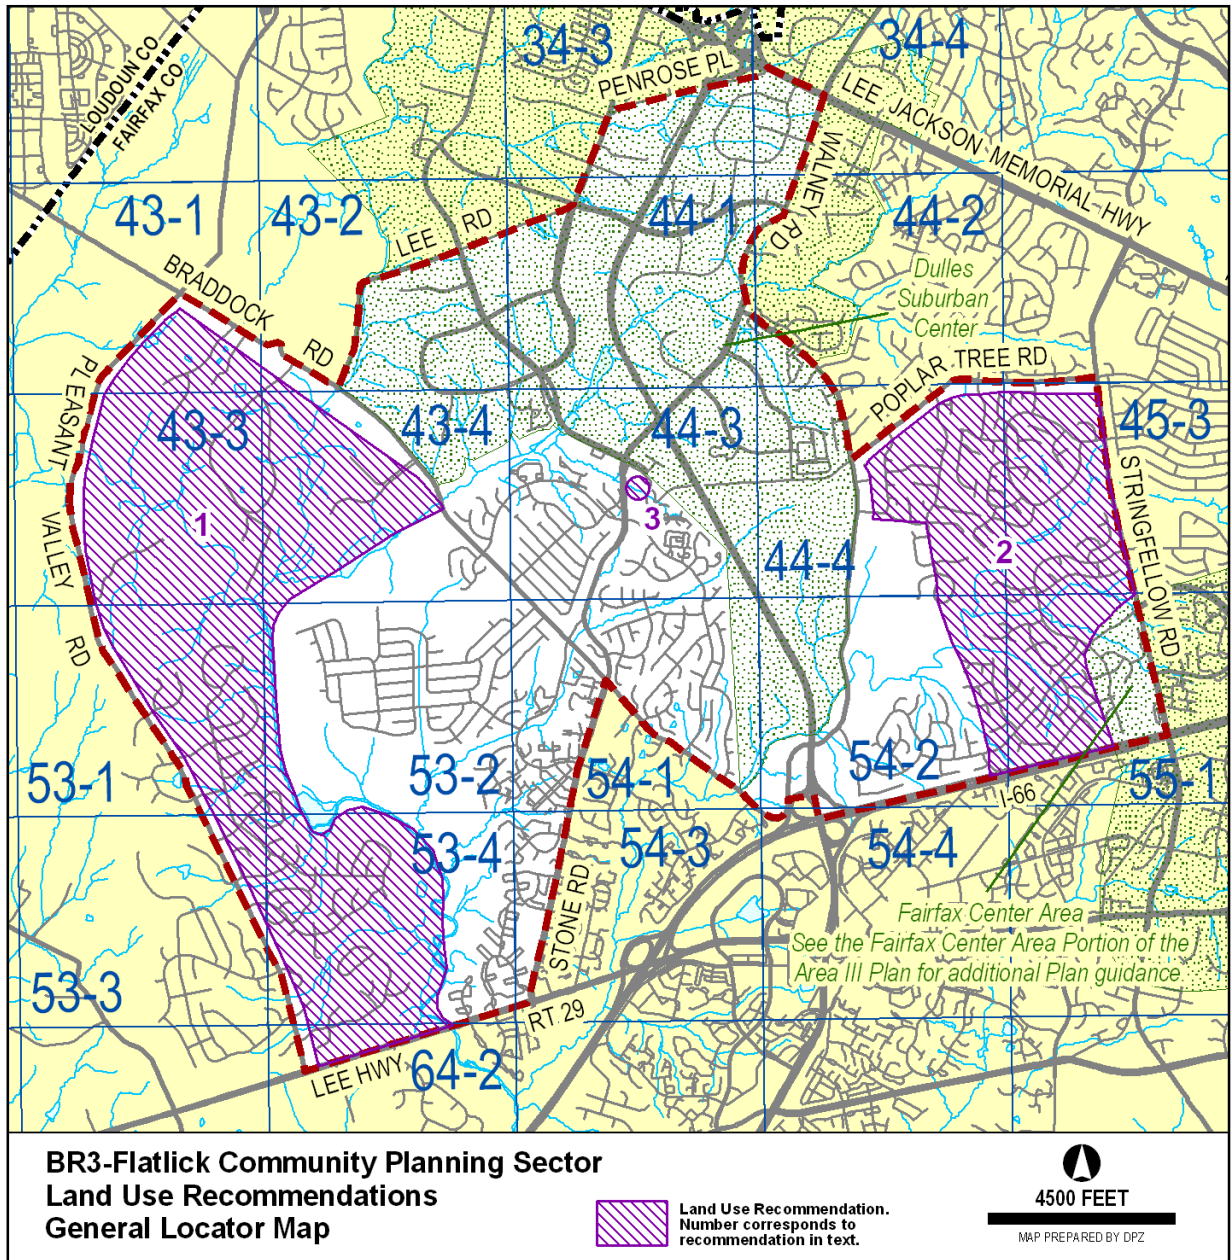 34-3
34-4
LOUDOUN CO
FAIRFAX CO
PENROSE PL
LEE JACKSON MEMORIAL HWY
WALNEY RD
43-1
43-2
LEE RD
44-1
44-2
BRADDOCK RD
Dulles
Suburban
Center
PLEASANT VALLEY RD
POPLAR TREE RD
43-3
43-4
44-3
45-3
STRINGFELLOW RD
1
3
2
44-4
53-1
53-2
54-1
54-2
55-1
I-66
53-4
54-3
54-4
STONE RD
Fairfax Center Area
See the Fairfax Center Area Portion of the
Area III Plan for additional Plan guidance
53-3
RT 29
LEE HWY
64-2
BR3-Flatlick Community Planning Sector
Land Use Recommendations
General Locator Map
Land Use Recommendation.
Number corresponds to
recommendation in text.
4500 FEET
MAP PREPARED BY DPZ